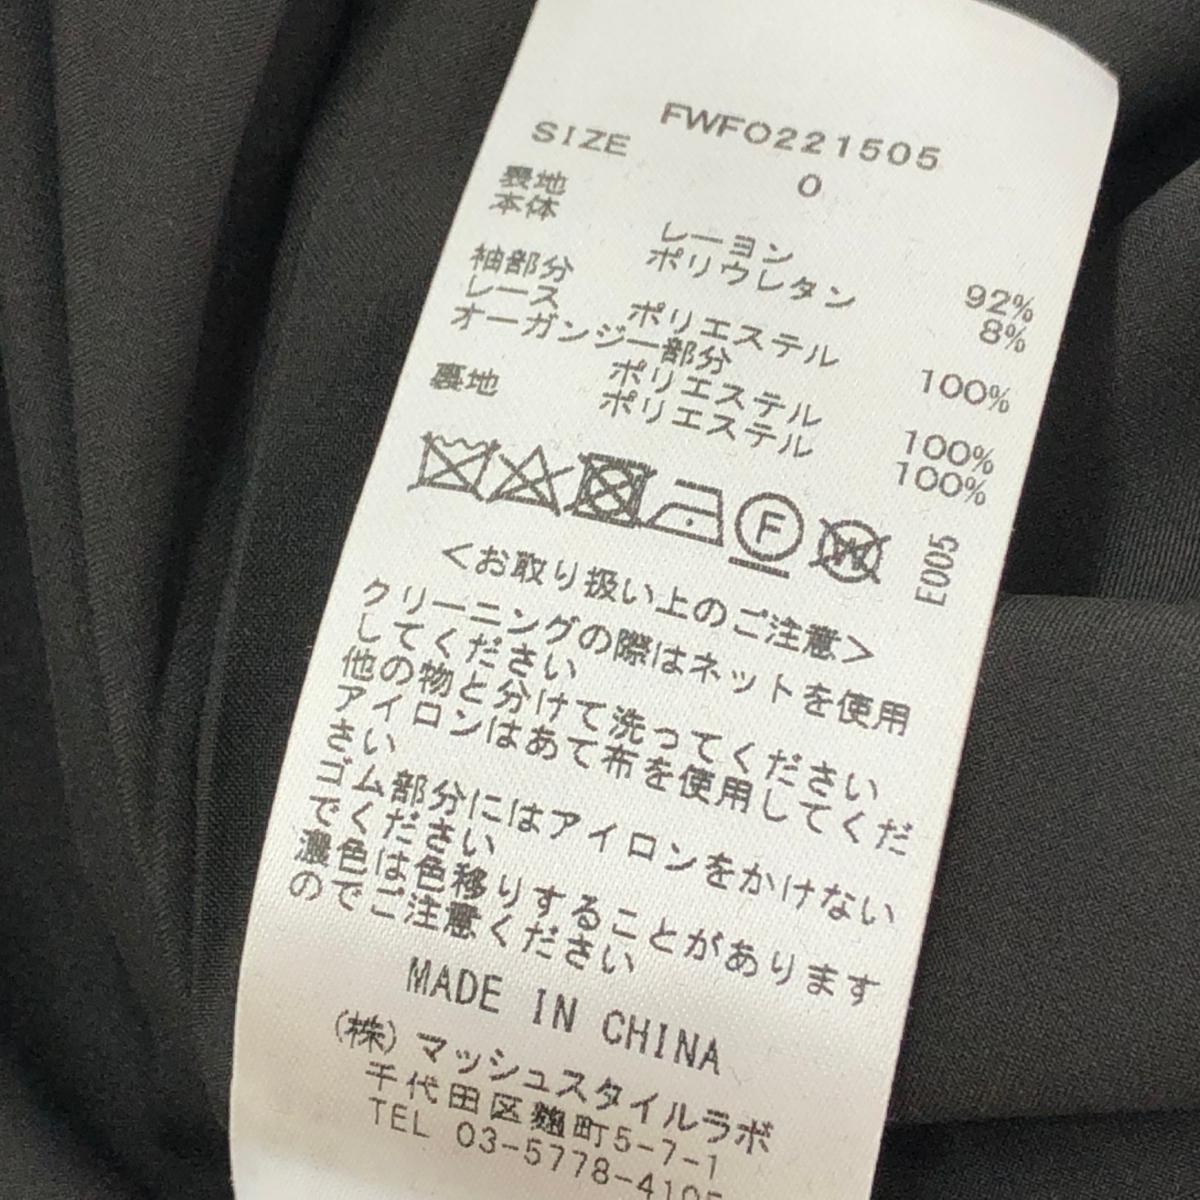 FWFO221505
SIZE 0
表地
本体
レーヨン 92%
ポリウレタン 8%
袖部分
レース
ポリエステル 100%
オーガンジー部分
ポリエステル 100%
裏地 ポリエステル 100%
F
W
E005
<お取り扱い上のご注意>
クリーニングの際はネットを使用
してください
他の物と分けて洗ってください
アイロンはあて布を使用してくだ
さい
ゴム部分にはアイロンをかけない
でください
濃色は色移りすることがあります
のでご注意ください
MADE IN CHINA
(株)マッシュスタイルラボ
千代田区麹町5-7-1
TEL 03-5778-4105